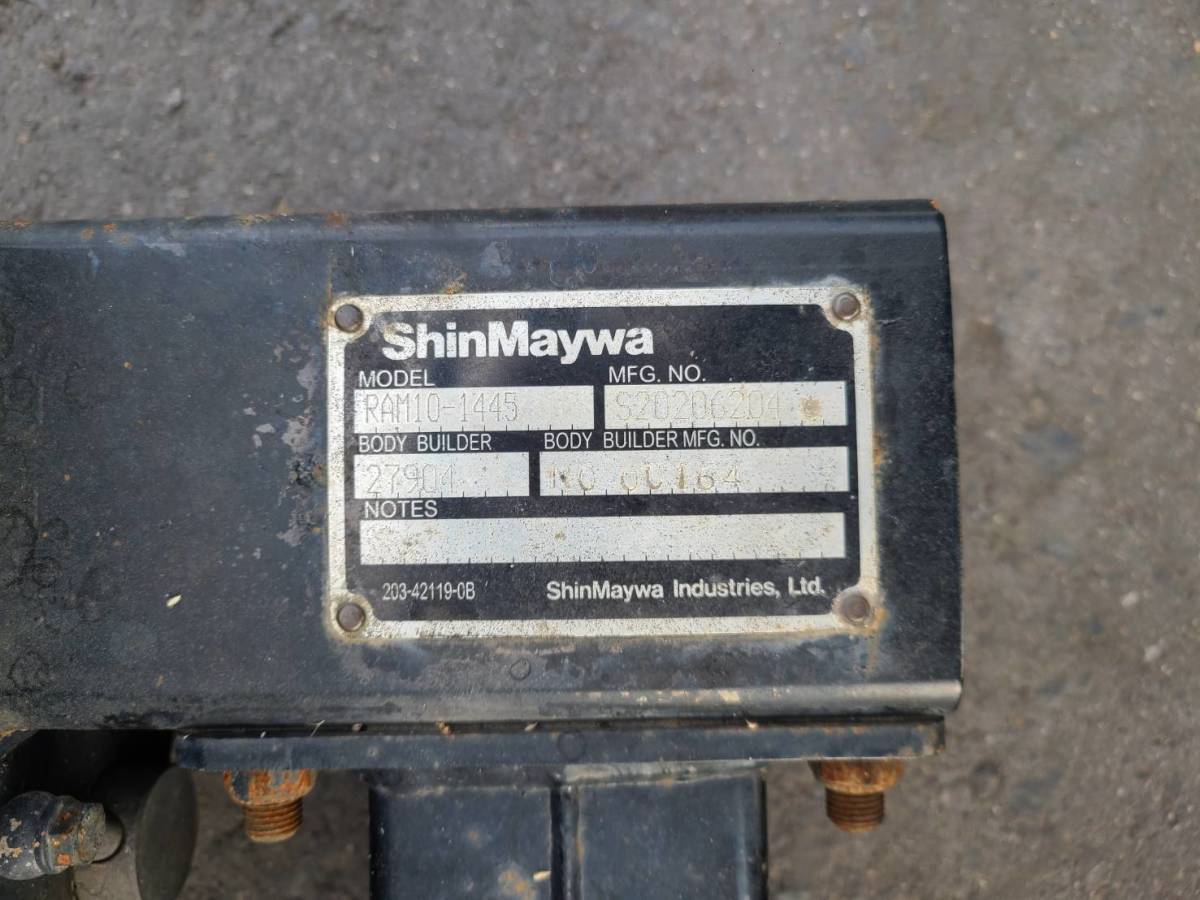 ShinMaywa
MODEL MFG. NO.
RAM10-1445 S20206204
BODY BUILDER BODY BUILDER MFG. NO.
27904
NOTES
203-42119-0B ShinMaywa Industries, Ltd.